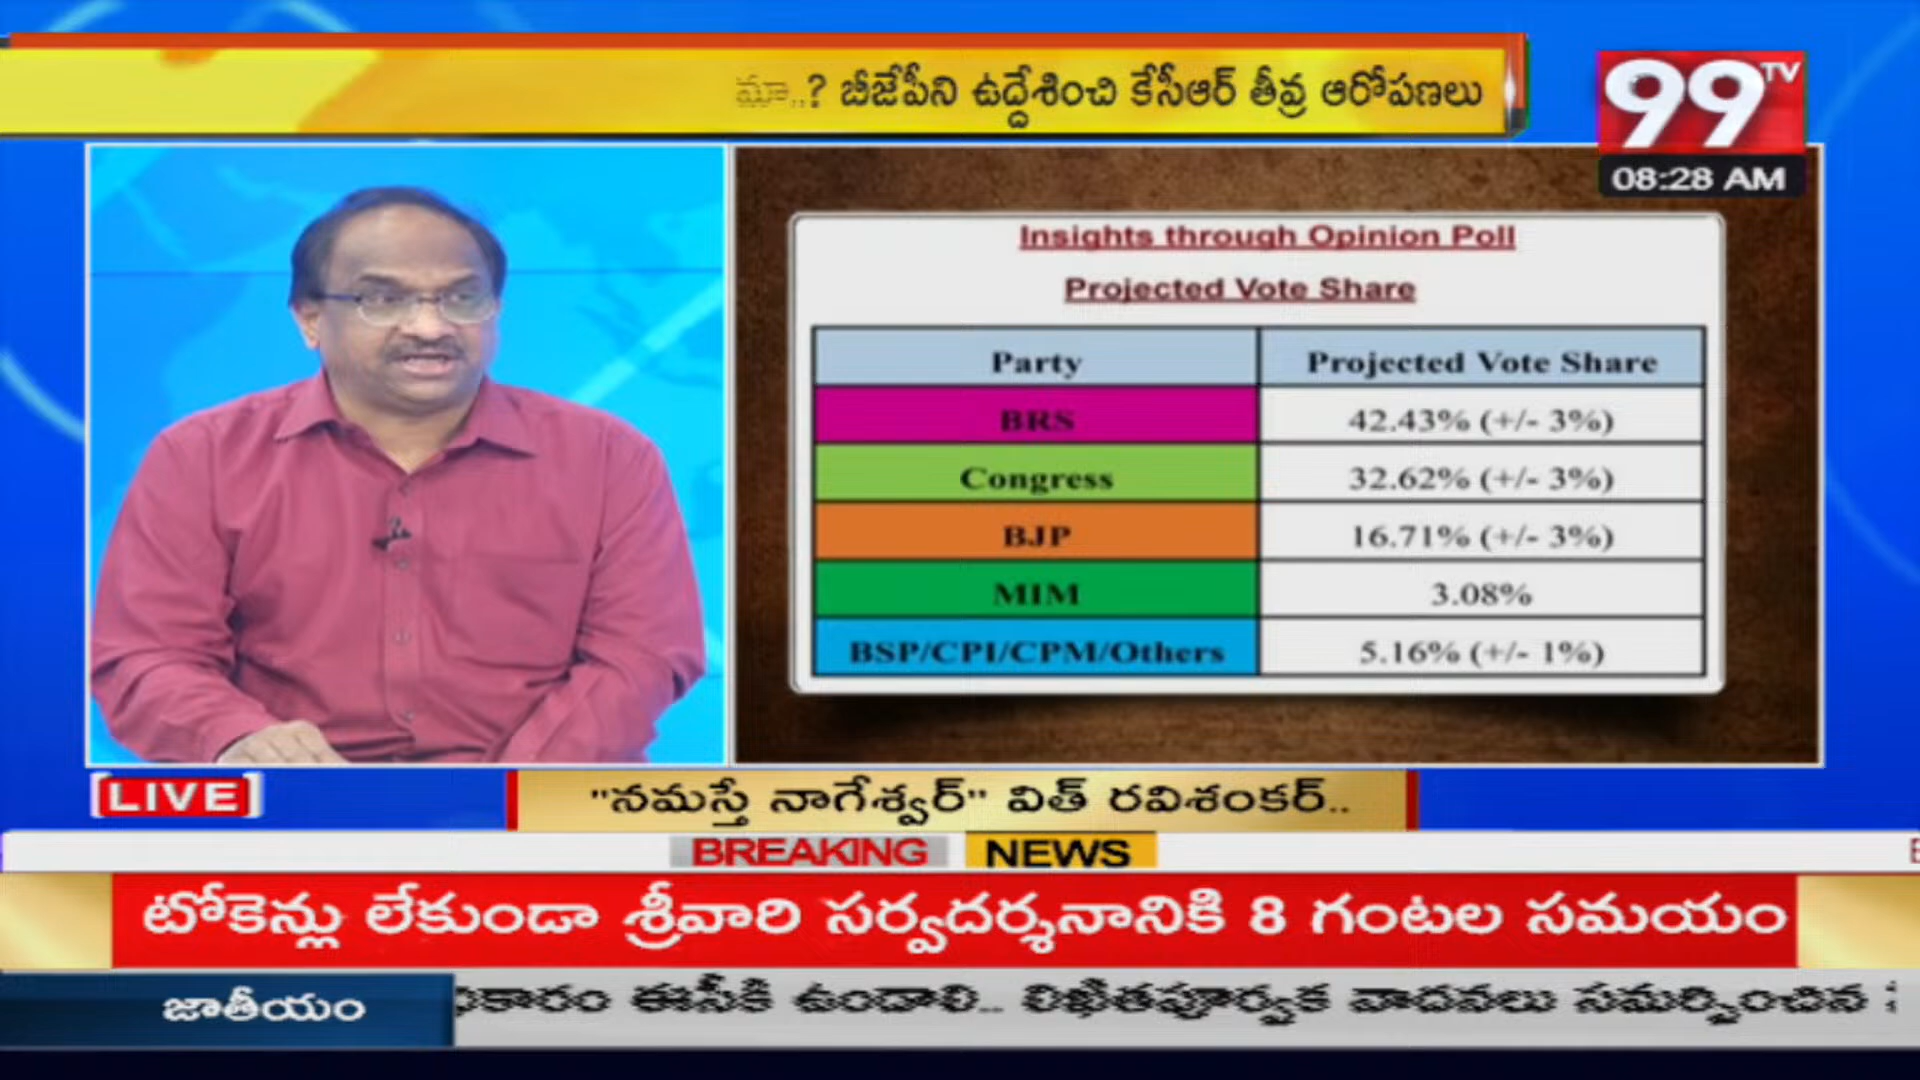 బీజేపీని ఉద్దేశించి కేసీఆర్ తీవ్ర ఆరోపణలు
99 TV
08:28 AM
Insights through Opinion Poll
Projected Vote Share
Party Projected Vote Share
BRS 42.43% (+/- 3%)
Congress 32.62% (+/- 3%)
BJP 16.71% (+/- 3%)
MIM 3.08%
BSP/CPI/CPM/Others 5.16% (+/- 1%)
LIVE
"నమస్తే నాగేశ్వర్" విత్ రవిశంకర్..
BREAKING NEWS
టోకెన్లు లేకుండా శ్రీవారి సర్వదర్శనానికి 8 గంటల సమయం
జాతీయం
ఈసీకి ఉండాలి.. లిఖితపూర్వక వాదనలు సమర్పించిన